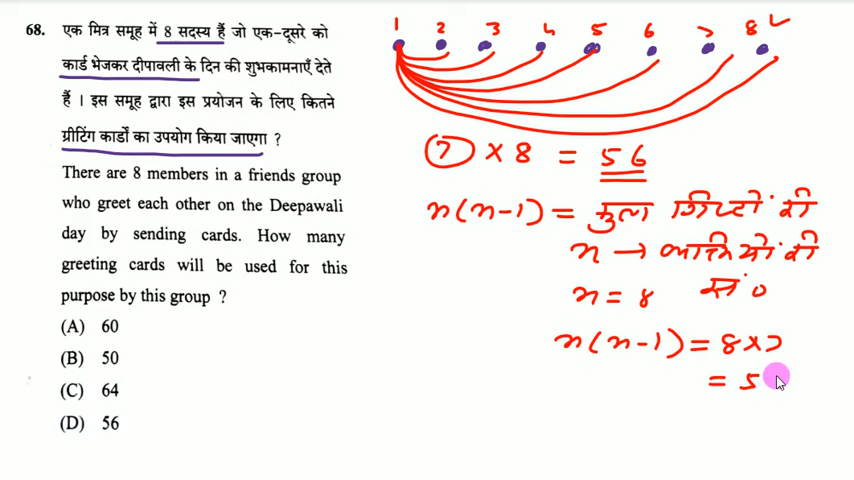 68. एक मित्र समूह में 8 सदस्य हैं जो एक-दूसरे को
कार्ड भेजकर दीपावली के दिन की शुभकामनाएँ देते
हैं । इस समूह द्वारा इस प्रयोजन के लिए कितने
ग्रीटिंग कार्डों का उपयोग किया जाएगा ?
There are 8 members in a friends group
who greet each other on the Deepawali
day by sending cards. How many
greeting cards will be used for this
purpose by this group ?
(A) 60
(B) 50
(C) 64
(D) 56
1 2 3 4 5 6 7 8
7 × 8 = 56
n(n-1) = कुल गिफ्टों की
n → व्यक्तियों की
n = 8 सं०
n(n-1) = 8×7
= 5